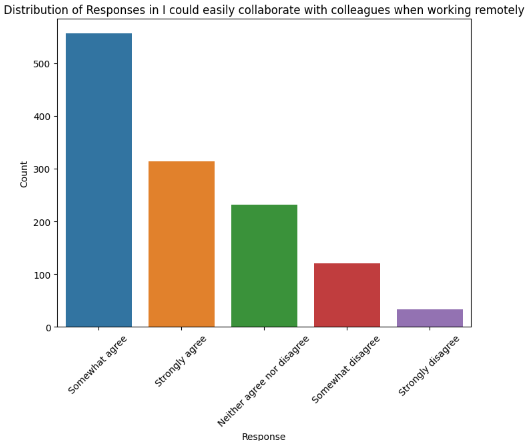 Distribution of Responses in I could easily collaborate with colleagues when working remotely
Count
500
400
300
200
100
0
Somewhat agree
Strongly agree
Neither agree nor disagree
Somewhat disagree
Strongly disagree
Response